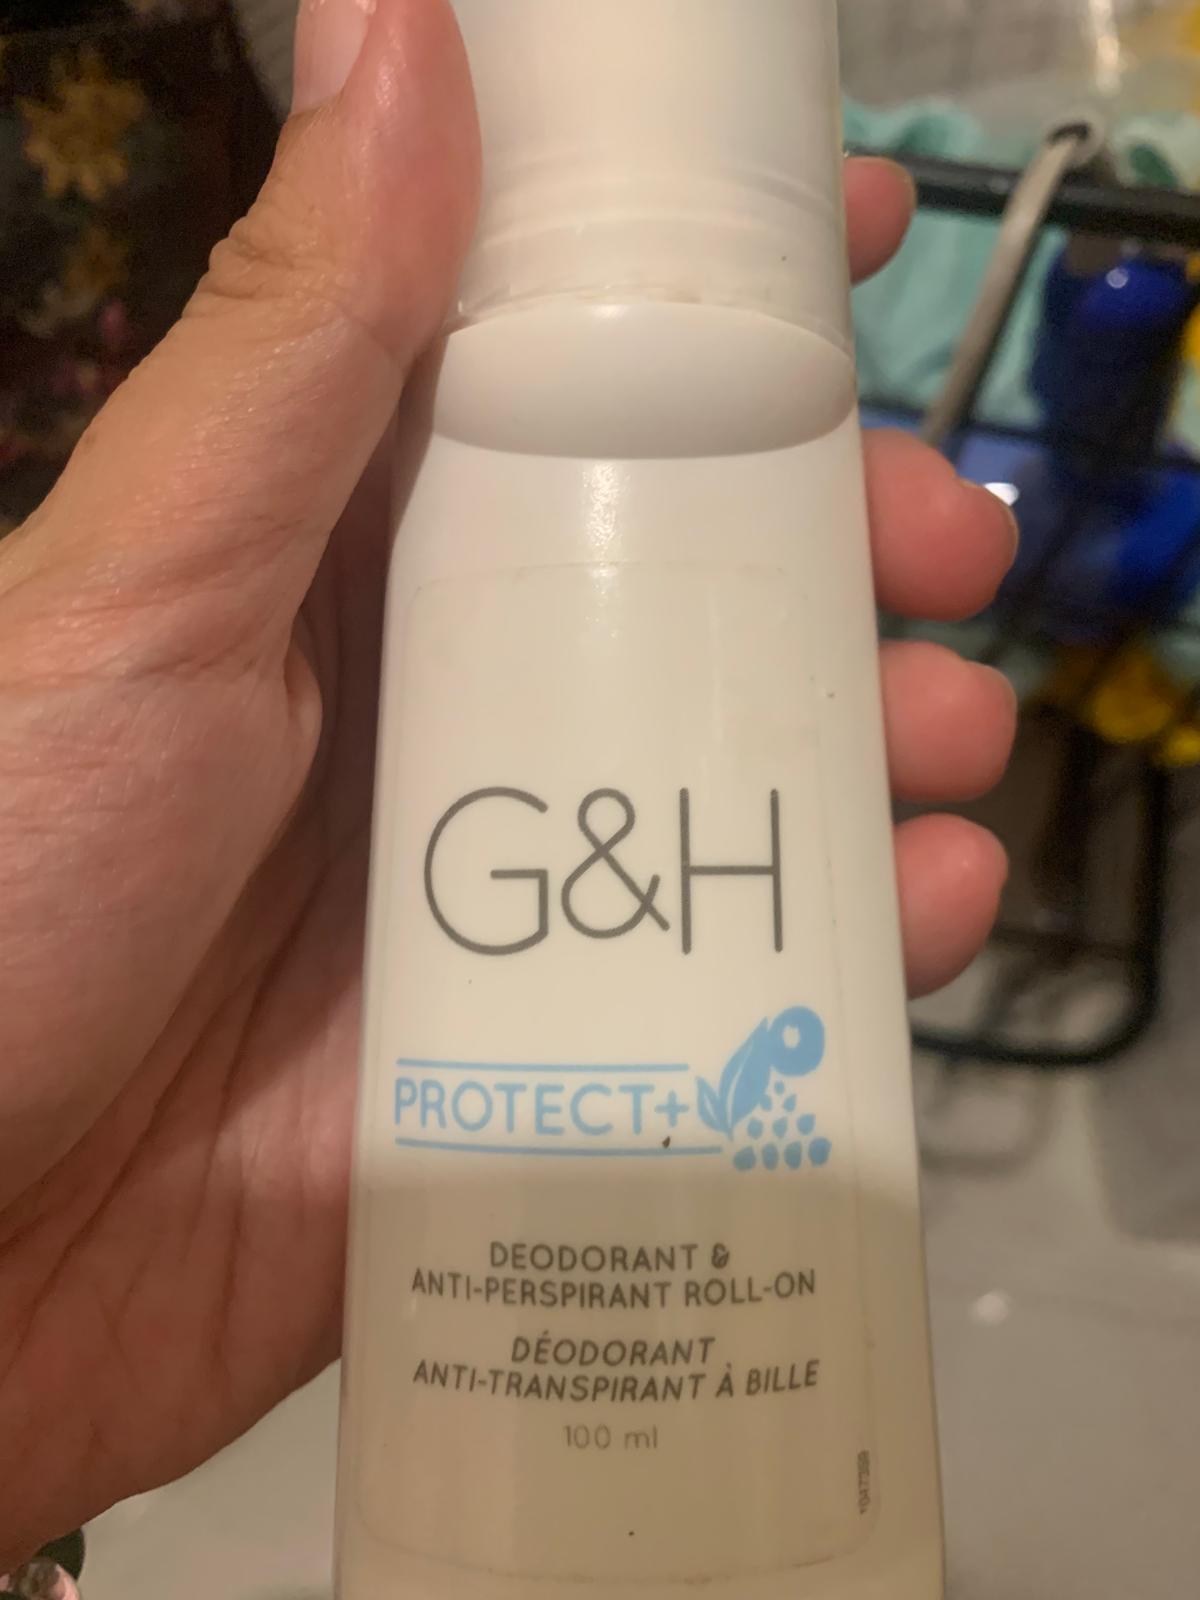 G&H
PROTECT+
DEODORANT &
ANTI-PERSPIRANT ROLL-ON
DÉODORANT
ANTI-TRANSPIRANT À BILLE
100 ml